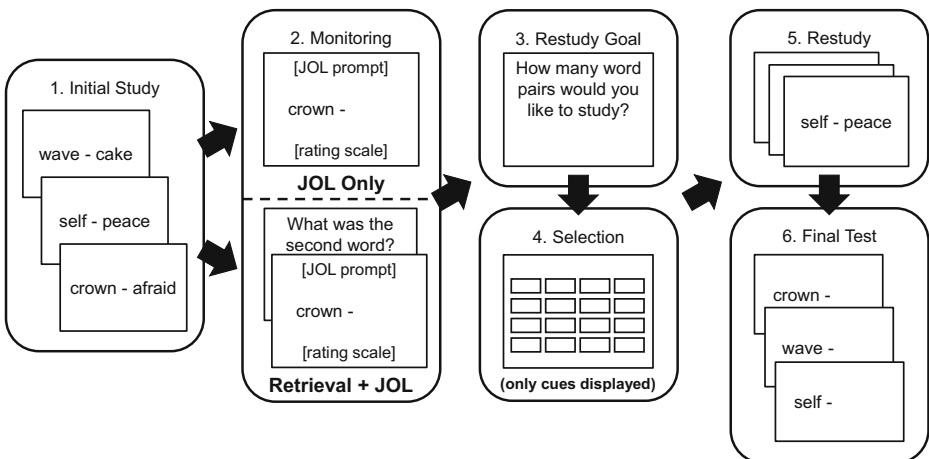 1. Initial Study
wave - cake
self - peace
crown - afraid
2. Monitoring
[JOL prompt]
crown -
[rating scale]
JOL Only
What was the
second word?
[JOL prompt]
crown -
[rating scale]
Retrieval + JOL
3. Restudy Goal
How many word
pairs would you
like to study?
4. Selection
(only cues displayed)
5. Restudy
self - peace
6. Final Test
crown -
wave -
self -